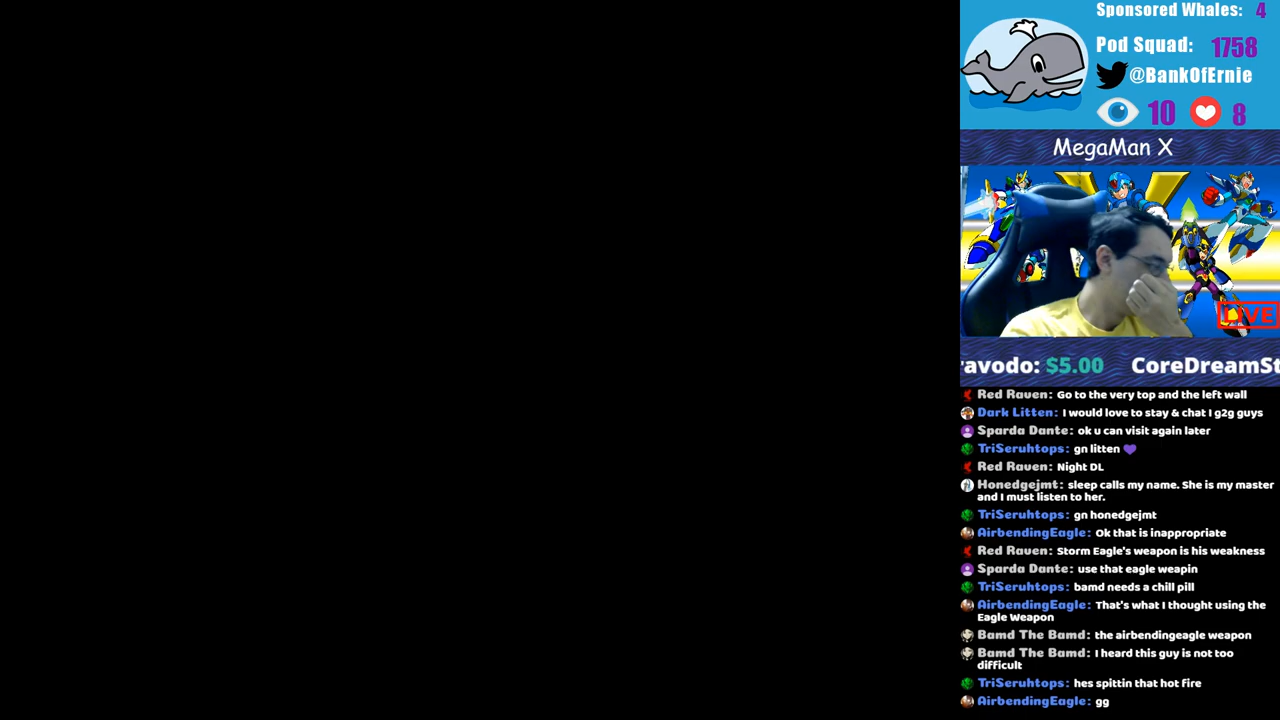 Sponsored Whales: 4
Pod Squad: 1758
@BankOfErnie
10 8
MegaMan X
LIVE
avodo: $5.00 CoreDreamSt
Red Raven: Go to the very top and the left wall
Dark Litten: I would love to stay & chat I g2g guys
Sparda Dante: ok u can visit again later
TriSeruhtops: gn litten 💜
Red Raven: Night DL
Honedgejmt: sleep calls my name. She is my master
and I must listen to her.
TriSeruhtops: gn honedgejmt
AirbendingEagle: Ok that is inappropriate
Red Raven: Storm Eagle's weapon is his weakness
Sparda Dante: use that eagle weapin
TriSeruhtops: bamd needs a chill pill
AirbendingEagle: That's what I thought using the
Eagle Weapon
Bamd The Bamd: the airbendingeagle weapon
Bamd The Bamd: I heard this guy is not too
difficult
TriSeruhtops: hes spittin that hot fire
AirbendingEagle: gg